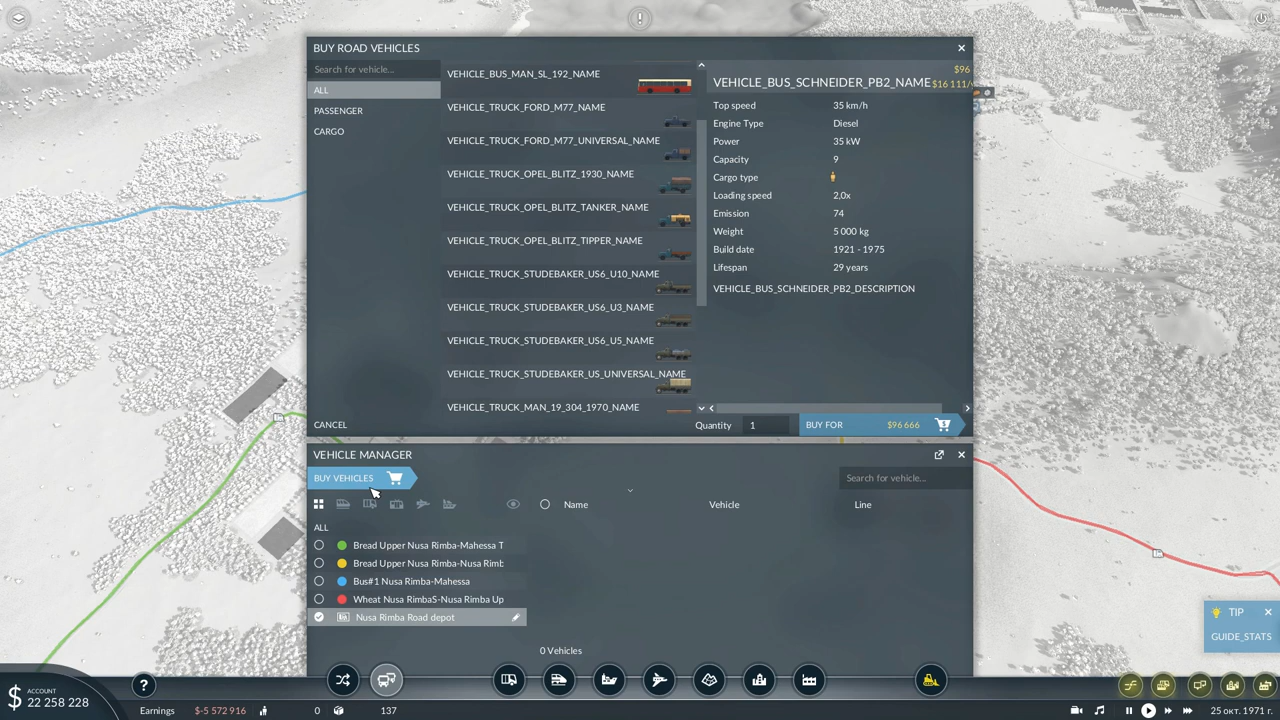 BUY ROAD VEHICLES
Search for vehicle...
ALL
PASSENGER
CARGO
VEHICLE_BUS_MAN_SL_192_NAME
VEHICLE_TRUCK_FORD_M77_NAME
VEHICLE_TRUCK_FORD_M77_UNIVERSAL_NAME
VEHICLE_TRUCK_OPEL_BLITZ_1930_NAME
VEHICLE_TRUCK_OPEL_BLITZ_TANKER_NAME
VEHICLE_TRUCK_OPEL_BLITZ_TIPPER_NAME
VEHICLE_TRUCK_STUDEBAKER_US6_U10_NAME
VEHICLE_TRUCK_STUDEBAKER_US6_U3_NAME
VEHICLE_TRUCK_STUDEBAKER_US6_U5_NAME
VEHICLE_TRUCK_STUDEBAKER_US_UNIVERSAL_NAME
VEHICLE_TRUCK_MAN_19_304_1970_NAME
$96
VEHICLE_BUS_SCHNEIDER_PB2_NAME $16 111/
Top speed 35 km/h
Engine Type Diesel
Power 35 kW
Capacity 9
Cargo type
Loading speed 2,0x
Emission 74
Weight 5 000 kg
Build date 1921 - 1975
Lifespan 29 years
VEHICLE_BUS_SCHNEIDER_PB2_DESCRIPTION
CANCEL
Quantity 1 BUY FOR $96 666
VEHICLE MANAGER
BUY VEHICLES
Search for vehicle...
Name Vehicle Line
ALL
Bread Upper Nusa Rimba-Mahessa T
Bread Upper Nusa Rimba-Nusa Rimb
Bus#1 Nusa Rimba-Mahessa
Wheat Nusa RimbaS-Nusa Rimba Up
Nusa Rimba Road depot
0 Vehicles
TIP
GUIDE_STATS
$ ACCOUNT
22 258 228
?
Earnings $-5 572 916 0 137
25 окт. 1971 г.